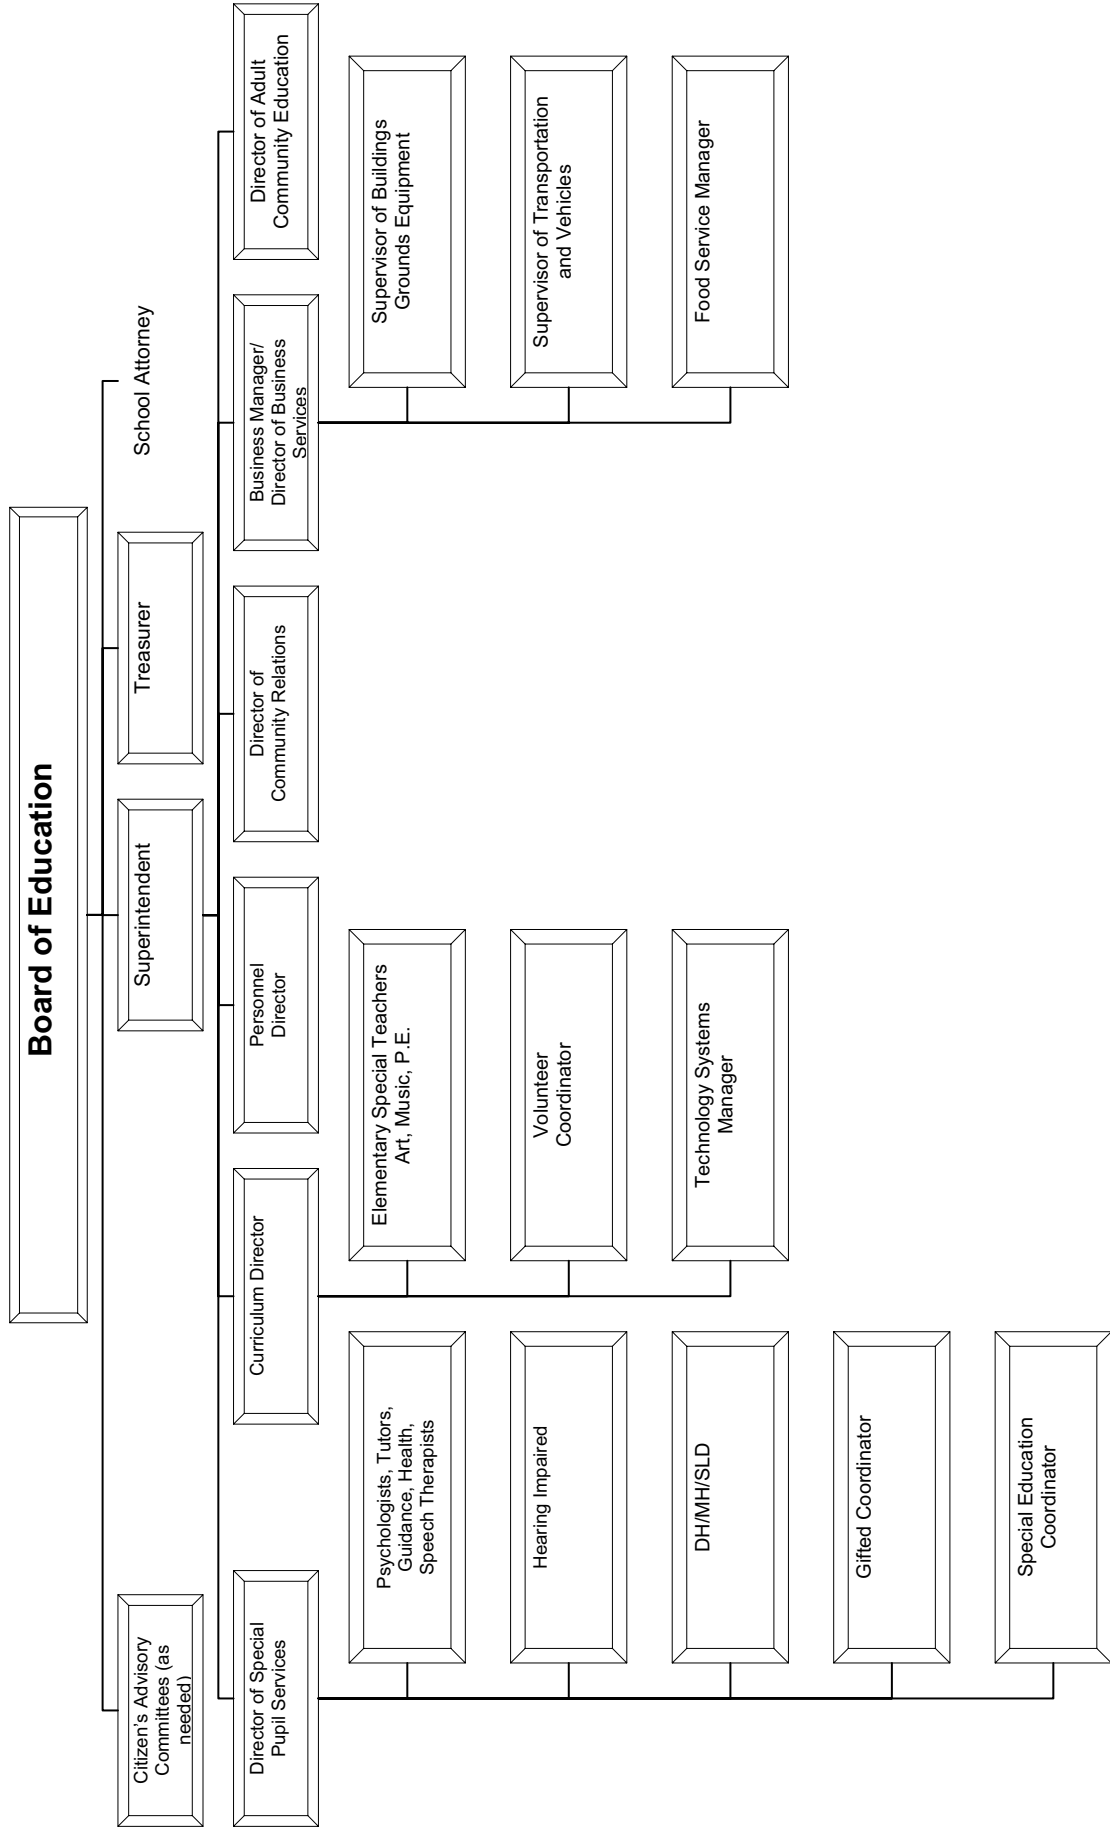 Board of Education
Citizen's Advisory
Committees (as
needed)
Superintendent
Treasurer
School Attorney
Director of Special
Pupil Services
Curriculum Director
Personnel
Director
Director of
Community Relations
Business Manager/
Director of Business
Services
Director of Adult
Community Education
Psychologists, Tutors,
Guidance, Health,
Speech Therapists
Hearing Impaired
DH/MH/SLD
Gifted Coordinator
Special Education
Coordinator
Elementary Special Teachers
Art, Music, P.E.
Volunteer
Coordinator
Technology Systems
Manager
Supervisor of Buildings
Grounds Equipment
Supervisor of Transportation
and Vehicles
Food Service Manager